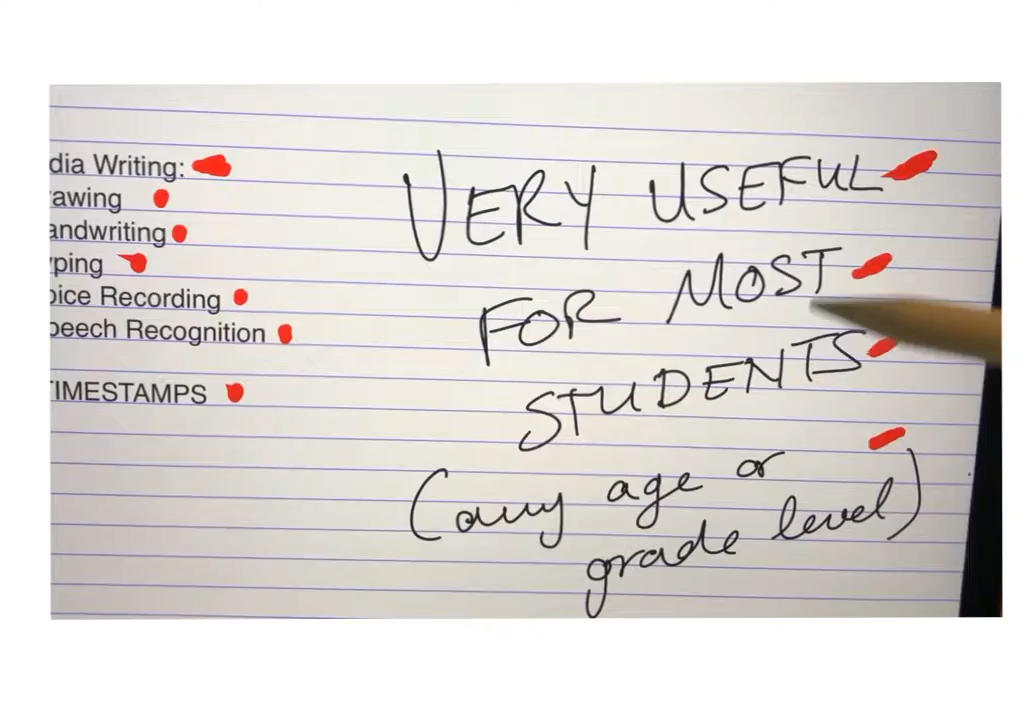 dia Writing:
awing
andwriting
ping
oice Recording
peech Recognition
TIMESTAMPS
VERY USEFUL
FOR MOST
STUDENTS
(any age or
grade level)